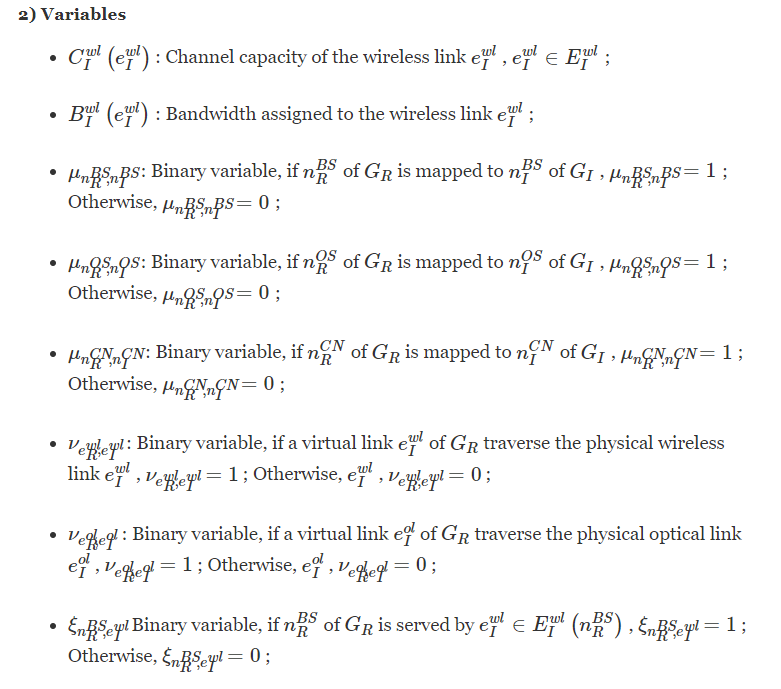 2) Variables
• $C_I^{wl}(e_I^{wl})$ : Channel capacity of the wireless link $e_I^{wl}$ , $e_I^{wl} \in E_I^{wl}$ ;
• $B_I^{wl}(e_I^{wl})$ : Bandwidth assigned to the wireless link $e_I^{wl}$ ;
• $\mu_{n_R^{BS},n_I^{BS}}$: Binary variable, if $n_R^{BS}$ of $G_R$ is mapped to $n_I^{BS}$ of $G_I$ , $\mu_{n_R^{BS},n_I^{BS}} = 1$ ;
Otherwise, $\mu_{n_R^{BS},n_I^{BS}} = 0$ ;
• $\mu_{n_R^{OS},n_I^{OS}}$: Binary variable, if $n_R^{OS}$ of $G_R$ is mapped to $n_I^{OS}$ of $G_I$ , $\mu_{n_R^{OS},n_I^{OS}} = 1$ ;
Otherwise, $\mu_{n_R^{OS},n_I^{OS}} = 0$ ;
• $\mu_{n_R^{CN},n_I^{CN}}$: Binary variable, if $n_R^{CN}$ of $G_R$ is mapped to $n_I^{CN}$ of $G_I$ , $\mu_{n_R^{CN},n_I^{CN}} = 1$ ;
Otherwise, $\mu_{n_R^{CN},n_I^{CN}} = 0$ ;
• $\nu_{e_R^{wl},e_I^{wl}}$ : Binary variable, if a virtual link $e_I^{wl}$ of $G_R$ traverse the physical wireless
link $e_I^{wl}$ , $\nu_{e_R^{wl},e_I^{wl}} = 1$ ; Otherwise, $e_I^{wl}$ , $\nu_{e_R^{wl},e_I^{wl}} = 0$ ;
• $\nu_{e_R^{ol},e_I^{ol}}$ : Binary variable, if a virtual link $e_I^{ol}$ of $G_R$ traverse the physical optical link
$e_I^{ol}$ , $\nu_{e_R^{ol},e_I^{ol}} = 1$ ; Otherwise, $e_I^{ol}$ , $\nu_{e_R^{ol},e_I^{ol}} = 0$ ;
• $\xi_{n_R^{BS},e_I^{wl}}$ Binary variable, if $n_R^{BS}$ of $G_R$ is served by $e_I^{wl} \in E_I^{wl}(n_R^{BS})$ , $\xi_{n_R^{BS},e_I^{wl}} = 1$ ;
Otherwise, $\xi_{n_R^{BS},e_I^{wl}} = 0$ ;